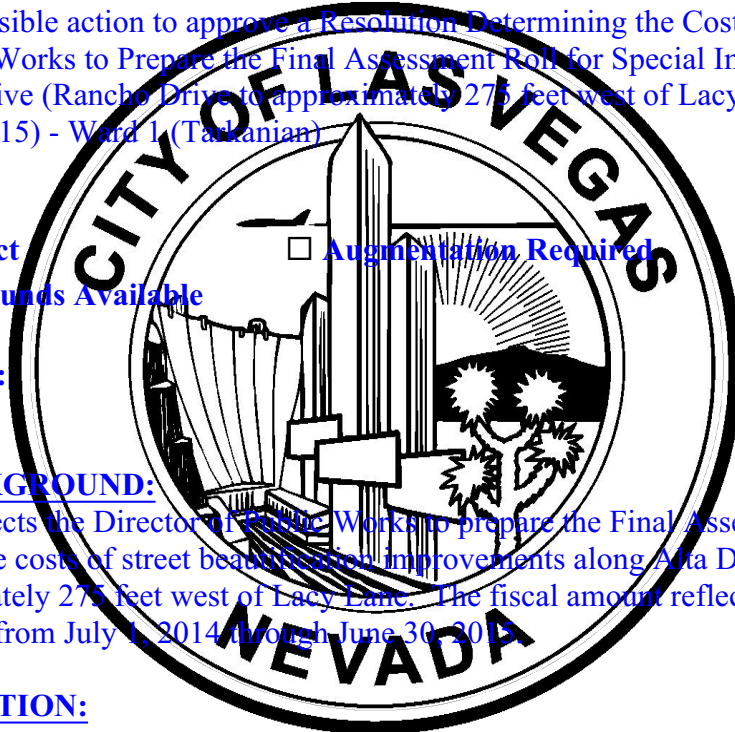 sible action to approve a Resolution Determining the Cost
Works to Prepare the Final Assessment Roll for Special In
ive (Rancho Drive to approximately 275 feet west of Lacy
15) - Ward 1 (Tarkanian)
CITY OF LAS VEGAS
ct
☐ Augmentation Required
unds Available
:
KGROUND:
ects the Director of Public Works to prepare the Final Asse
e costs of street beautification improvements along Alta D
ately 275 feet west of Lacy Lane. The fiscal amount reflec
from July 1, 2014 through June 30, 2015.
NEVADA
TION: